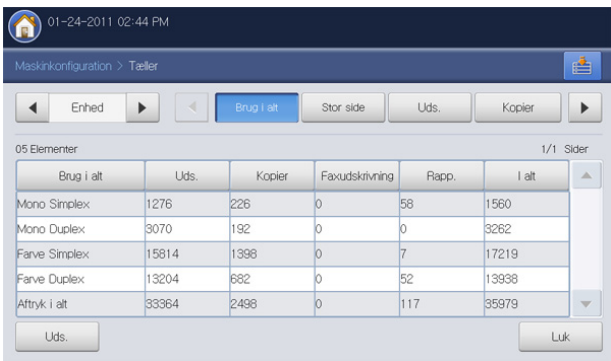 01-24-2011 02:44 PM
Maskinkonfiguration > Tæller
Enhed Brug i alt Stor side Uds. Kopier
05 Elementer 1/1 Sider
Brug i alt Uds. Kopier Faxudskrivning Rapp. I alt
Mono Simplex 1276 226 0 58 1560
Mono Duplex 3070 192 0 0 3262
Farve Simplex 15814 1398 0 7 17219
Farve Duplex 13204 682 0 52 13938
Aftryk i alt 33364 2498 0 117 35979
Uds. Luk